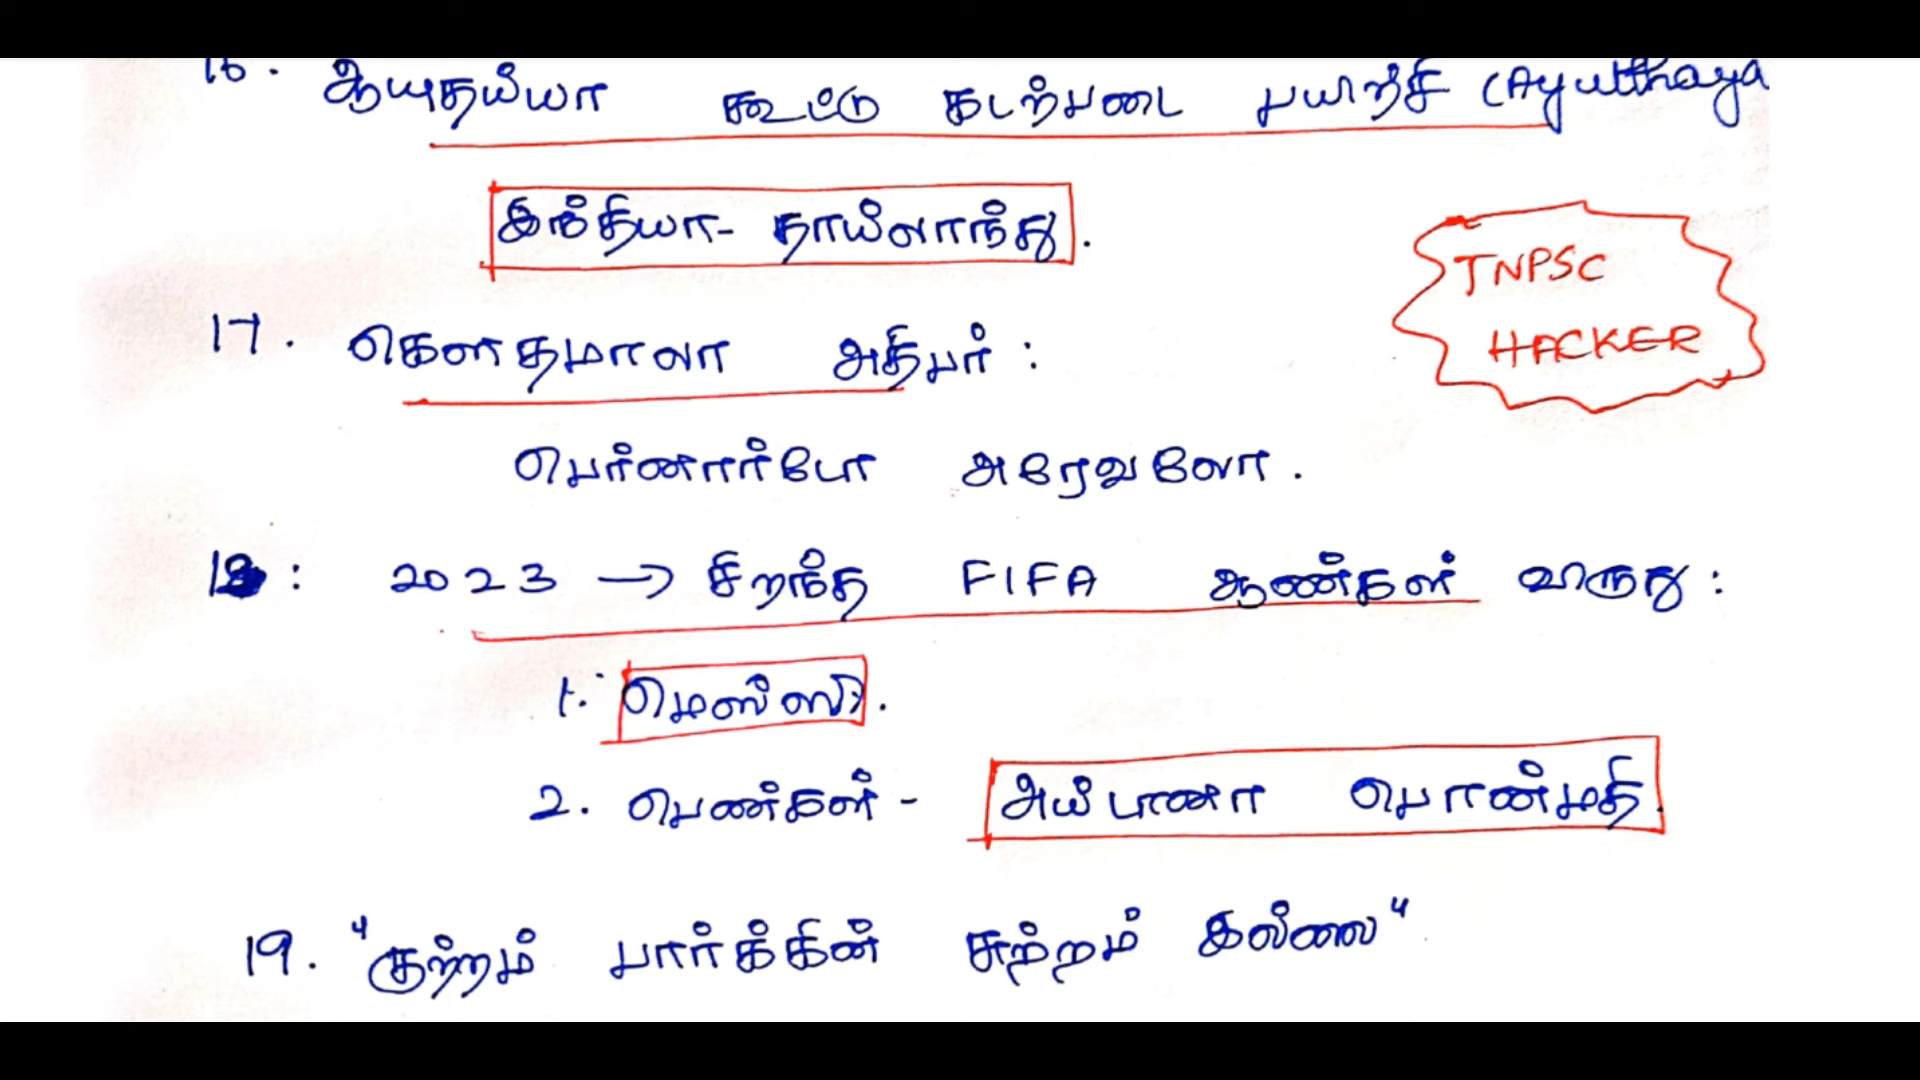 16. ஆயுதய்யா கூட்டு கடற்படை பயிற்சி (Ayutthaya
இந்தியா- தாய்லாந்து.
TNPSC
HACKER
17. கௌதமாலா அதிபர் :
பெர்னார்போ அரேவலோ.
18 : 2023 → சிறந்த FIFA ஆண்கள் விருது :
1. மெஸ்ஸி.
2. பெண்கள் - அய்டானா பொன்மதி.
19. "குற்றம் பார்க்கின் சுற்றம் இல்லை"